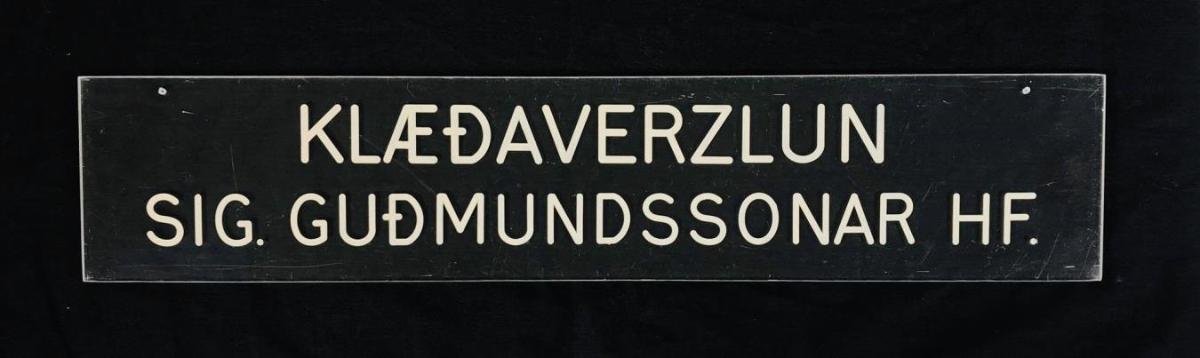 KLÆÐAVERZLUN
SIG. GUÐMUNDSSONAR HF.